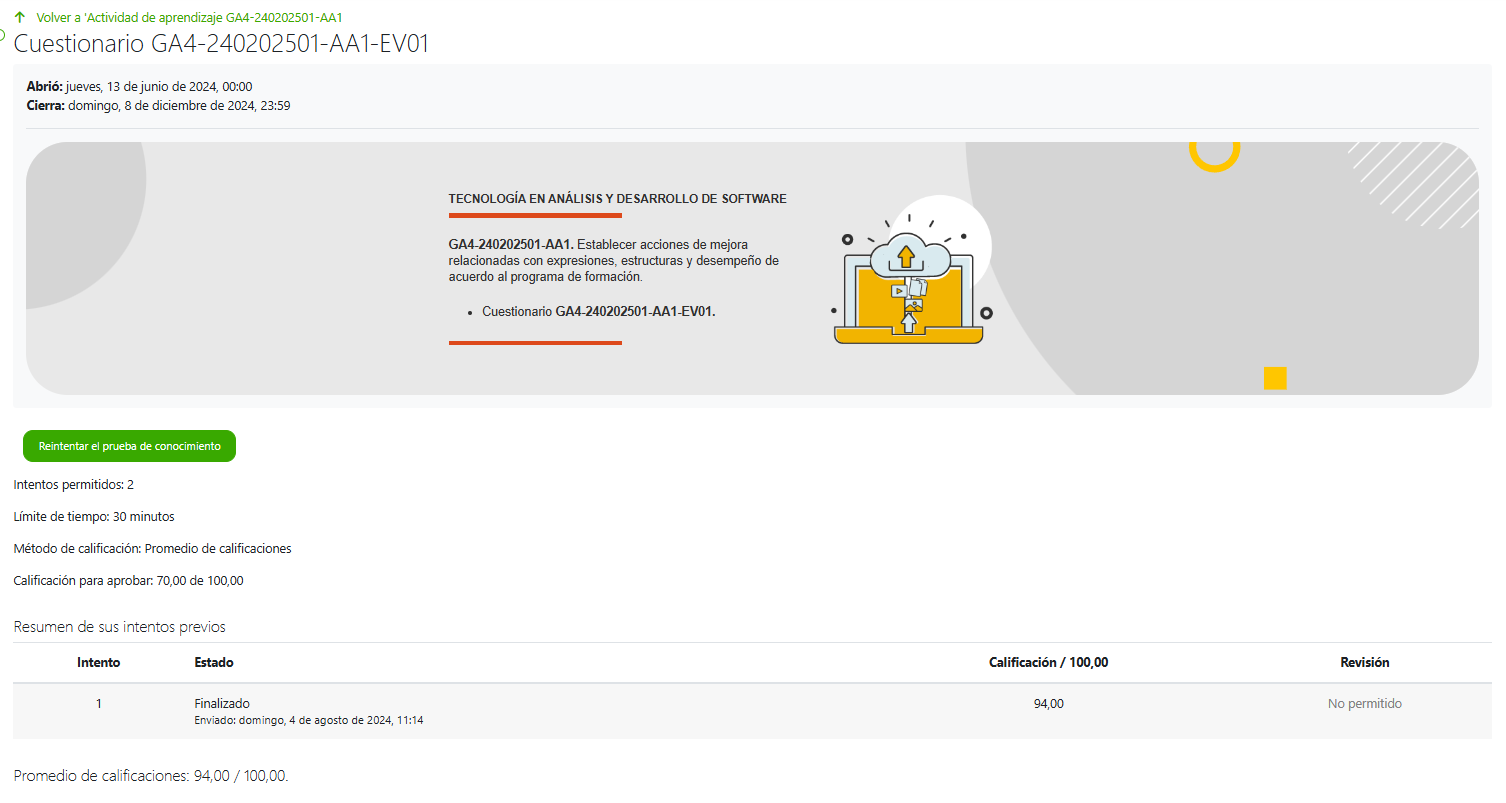 Volver a 'Actividad de aprendizaje GA4-240202501-AA1
Cuestionario GA4-240202501-AA1-EV01
Abrió: jueves, 13 de junio de 2024, 00:00
Cierra: domingo, 8 de diciembre de 2024, 23:59
TECNOLOGÍA EN ANÁLISIS Y DESARROLLO DE SOFTWARE
GA4-240202501-AA1. Establecer acciones de mejora
relacionadas con expresiones, estructuras y desempeño de
acuerdo al programa de formación.
• Cuestionario GA4-240202501-AA1-EV01.
Reintentar el prueba de conocimiento
Intentos permitidos: 2
Límite de tiempo: 30 minutos
Método de calificación: Promedio de calificaciones
Calificación para aprobar: 70,00 de 100,00
Resumen de sus intentos previos
Intento Estado Calificación / 100,00 Revisión
1 Finalizado 94,00 No permitido
Enviado: domingo, 4 de agosto de 2024, 11:14
Promedio de calificaciones: 94,00 / 100,00.